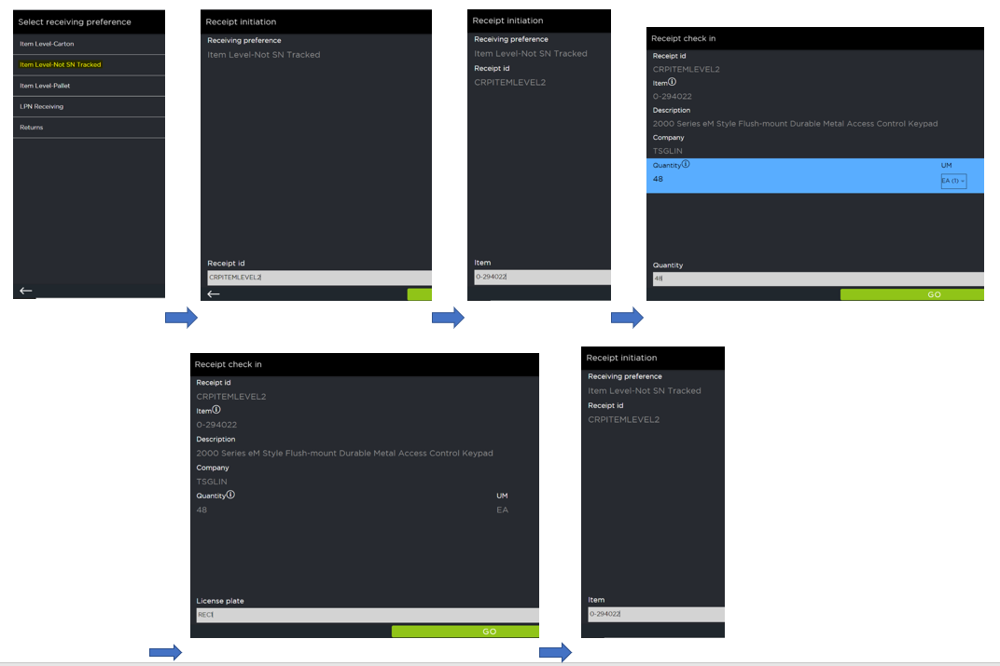 Select receiving preference
Item Level-Carton
Item Level-Not SN Tracked
Item Level-Pallet
LPN Receiving
Returns
Receipt initiation
Receiving preference
Item Level-Not SN Tracked
Receipt id
CRPITEMLEVEL2
Receipt initiation
Receiving preference
Item Level-Not SN Tracked
Receipt id
CRPITEMLEVEL2
Item
0-294022
Receipt check in
Receipt id
CRPITEMLEVEL2
Item
0-294022
Description
2000 Series eM Style Flush-mount Durable Metal Access Control Keypad
Company
TSGLIN
Quantity UM
48 EA (1)
Quantity
48
GO
Receipt check in
Receipt id
CRPITEMLEVEL2
Item
0-294022
Description
2000 Series eM Style Flush-mount Durable Metal Access Control Keypad
Company
TSGLIN
Quantity UM
48 EA
License plate
REC1
GO
Receipt initiation
Receiving preference
Item Level-Not SN Tracked
Receipt id
CRPITEMLEVEL2
Item
0-294022